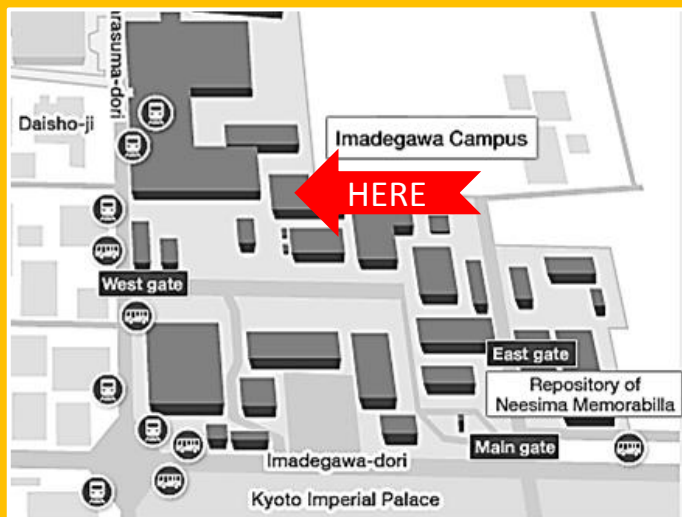 arasuma-dori
Daisho-ji
Imadegawa Campus
HERE
West gate
East gate
Repository of
Neesima Memorabilla
Main gate
Imadegawa-dori
Kyoto Imperial Palace